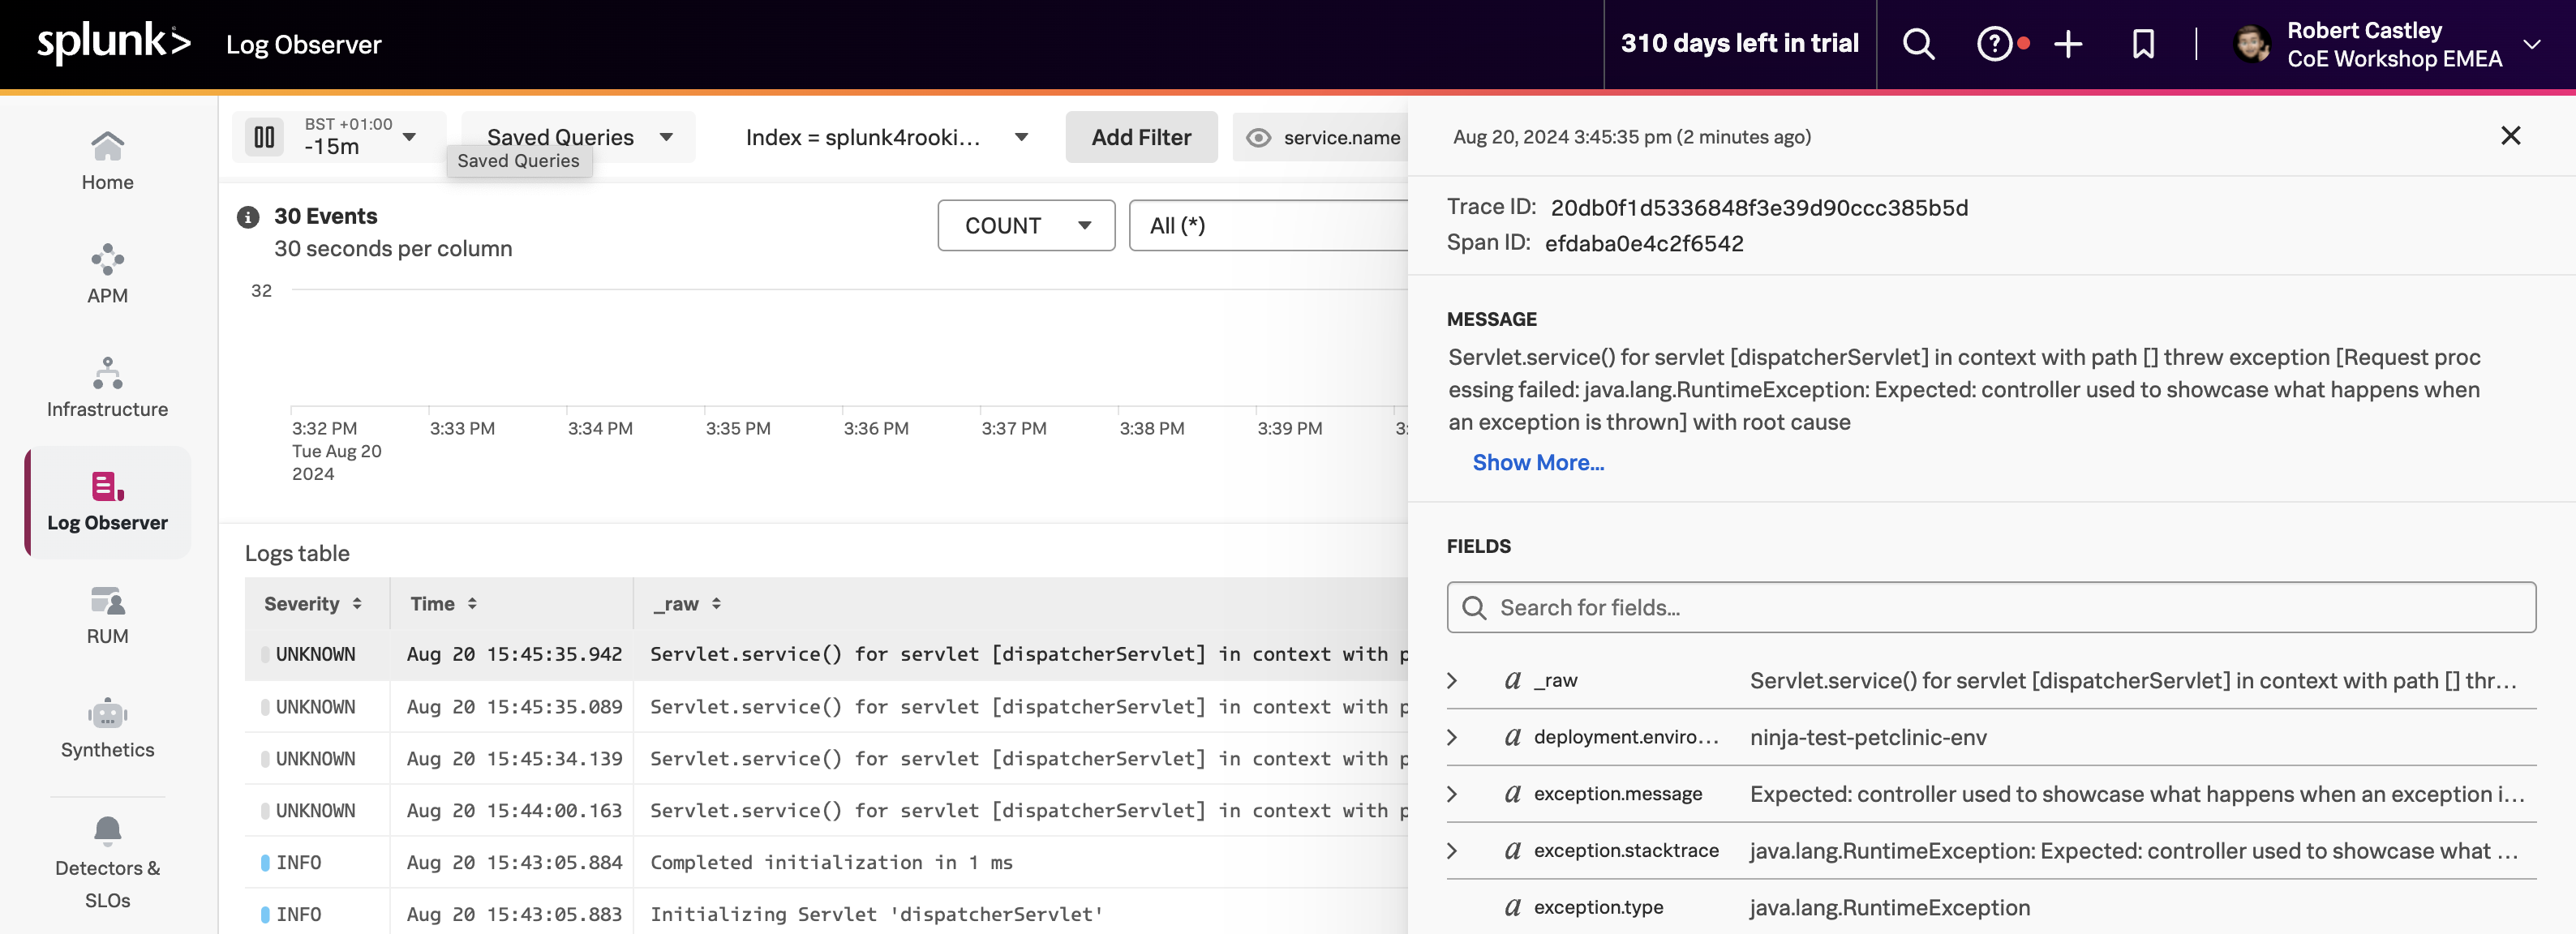 splunk>
Log Observer
310 days left in trial
Robert Castley
CoE Workshop EMEA
Home
APM
Infrastructure
Log Observer
RUM
Synthetics
Detectors &
SLOs
BST +01:00
-15m
Saved Queries
Saved Queries
Index = splunk4rooki...
Add Filter
service.name
30 Events
30 seconds per column
COUNT
All (*)
32
3:32 PM 3:33 PM 3:34 PM 3:35 PM 3:36 PM 3:37 PM 3:38 PM 3:39 PM 3:
Tue Aug 20
2024
Logs table
Severity Time _raw
UNKNOWN Aug 20 15:45:35.942 Servlet.service() for servlet [dispatcherServlet] in context with p
UNKNOWN Aug 20 15:45:35.089 Servlet.service() for servlet [dispatcherServlet] in context with p
UNKNOWN Aug 20 15:45:34.139 Servlet.service() for servlet [dispatcherServlet] in context with p
UNKNOWN Aug 20 15:44:00.163 Servlet.service() for servlet [dispatcherServlet] in context with p
INFO Aug 20 15:43:05.884 Completed initialization in 1 ms
INFO Aug 20 15:43:05.883 Initializing Servlet 'dispatcherServlet'
Aug 20, 2024 3:45:35 pm (2 minutes ago)
Trace ID: 20db0f1d5336848f3e39d90ccc385b5d
Span ID: efdaba0e4c2f6542
MESSAGE
Servlet.service() for servlet [dispatcherServlet] in context with path [] threw exception [Request proc
essing failed: java.lang.RuntimeException: Expected: controller used to showcase what happens when
an exception is thrown] with root cause
Show More...
FIELDS
Search for fields...
a _raw Servlet.service() for servlet [dispatcherServlet] in context with path [] thr...
a deployment.enviro... ninja-test-petclinic-env
a exception.message Expected: controller used to showcase what happens when an exception i...
a exception.stacktrace java.lang.RuntimeException: Expected: controller used to showcase what ...
a exception.type java.lang.RuntimeException